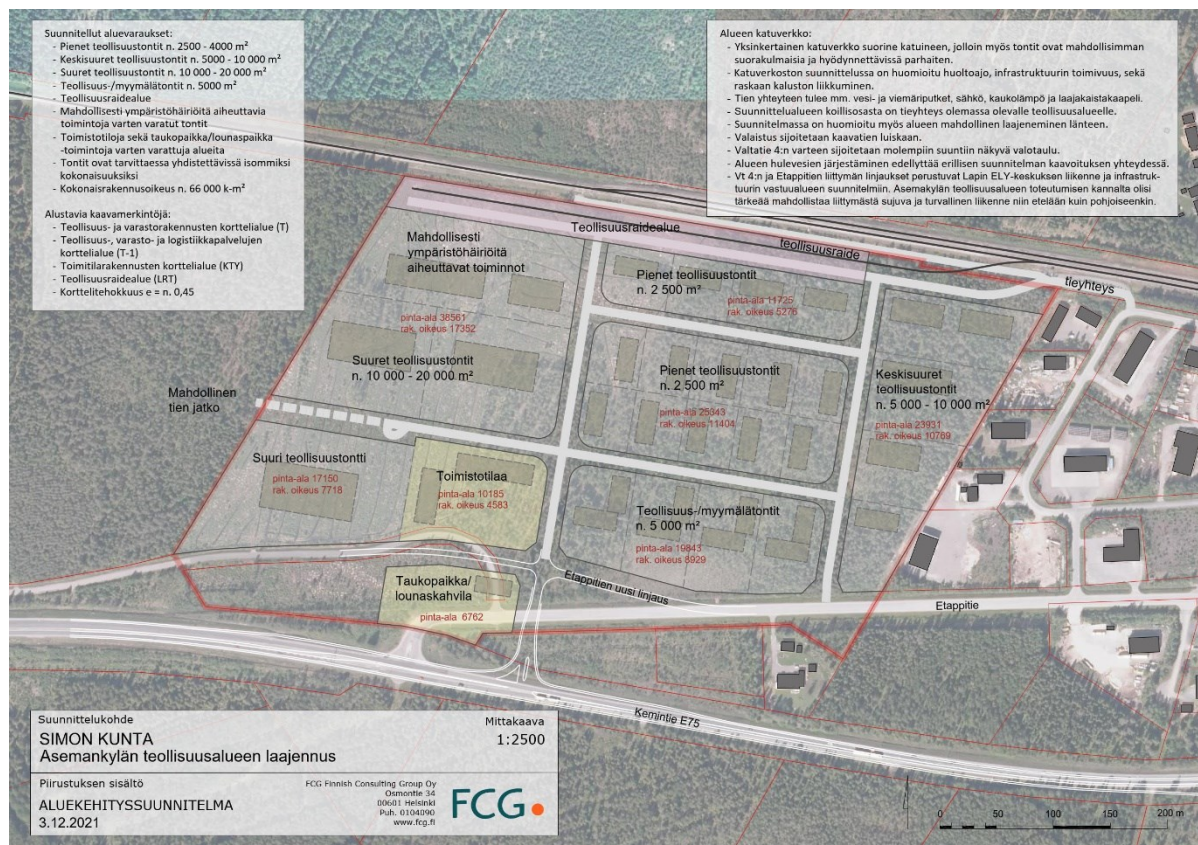 Suunnitellut aluevaraukset:
- Pienet teollisuustontit n. 2500 - 4000 m²
- Keskisuuret teollisuustontit n. 5000 - 10 000 m²
- Suuret teollisuustontit n. 10 000 - 20 000 m²
- Teollisuus-/myymälätontit n. 5000 m²
- Teollisuusraidealue
- Mahdollisesti ympäristöhäiriöitä aiheuttavia
toimintoja varten varatut tontit
- Toimistotiloja sekä taukopaikka/lounaspaikka
-toimintoja varten varattuja alueita
- Tontit ovat tarvittaessa yhdistettävissä isommiksi
kokonaisuuksiksi
- Kokonaisrakennusoikeus n. 66 000 k-m²
Alustavia kaavamerkintöjä:
- Teollisuus- ja varastorakennusten korttelialue (T)
- Teollisuus-, varasto- ja logistiikkapalvelujen
korttelialue (T-1)
- Toimitilarakennusten korttelialue (KTY)
- Teollisuusraidealue (LRT)
- Korttelitehokkuus e = n. 0,45
Alueen katuverkko:
- Yksinkertainen katuverkko suorine katuineen, jolloin myös tontit ovat mahdollisimman
suorakulmaisia ja hyödynnettävissä parhaiten.
- Katuverkoston suunnittelussa on huomioitu huoltoajo, infrastruktuurin toimivuus, sekä
raskaan kaluston liikkuminen.
- Tien yhteyteen tulee mm. vesi- ja viemäriputket, sähkö, kaukolämpö ja laajakaistakaapeli.
- Suunnittelualueen koillisosasta on tieyhteys olemassa olevalle teollisuusalueelle.
- Suunnitelmassa on huomioitu myös alueen mahdollinen laajeneminen länteen.
- Valaistus sijoitetaan kaavatien luiskaan.
- Valtatie 4:n varteen sijoitetaan molempiin suuntiin näkyvä valotaulu.
- Alueen hulevesien järjestäminen edellyttää erillisen suunnitelman kaavoituksen yhteydessä.
- Vt 4:n ja Etappitien liittymän linjaukset perustuvat Lapin ELY-keskuksen liikenne ja infrastruk-
tuurin vastuualueen suunnitelmiin. Asemakylän teollisuusalueen toteutumisen kannalta olisi
tärkeää mahdollistaa liittymästä sujuva ja turvallinen liikenne niin etelään kuin pohjoiseenkin.
Teollisuusraidealue
teollisuusraide
tieyhteys
Mahdollisesti
ympäristöhäiriöitä
aiheuttavat toiminnot
pinta-ala 38561
rak. oikeus 17352
Suuret teollisuustontit
n. 10 000 - 20 000 m²
Pienet teollisuustontit
n. 2 500 m²
pinta-ala 11725
rak. oikeus 5276
Pienet teollisuustontit
n. 2 500 m²
pinta-ala 25343
rak. oikeus 11404
Keskisuuret
teollisuustontit
n. 5 000 - 10 000 m²
pinta-ala 23931
rak. oikeus 10769
Mahdollinen
tien jatko
Suuri teollisuustontti
pinta-ala 17150
rak. oikeus 7718
Toimistotilaa
pinta-ala 10185
rak. oikeus 4583
Teollisuus-/myymälätontit
n. 5 000 m²
pinta-ala 19843
rak. oikeus 8929
Taukopaikka/
lounaskahvila
pinta-ala 6762
Etappitien uusi linjaus
Etappitie
Kemintie E75
Suunnittelukohde
SIMON KUNTA
Asemankylän teollisuusalueen laajennus
Mittakaava
1:2500
Piirustuksen sisältö
ALUEKEHITYSSUUNNITELMA
3.12.2021
FCG Finnish Consulting Group Oy
Osmontie 34
00601 Helsinki
Puh. 0104090
www.fcg.fi
FCG
0 50 100 150 200 m